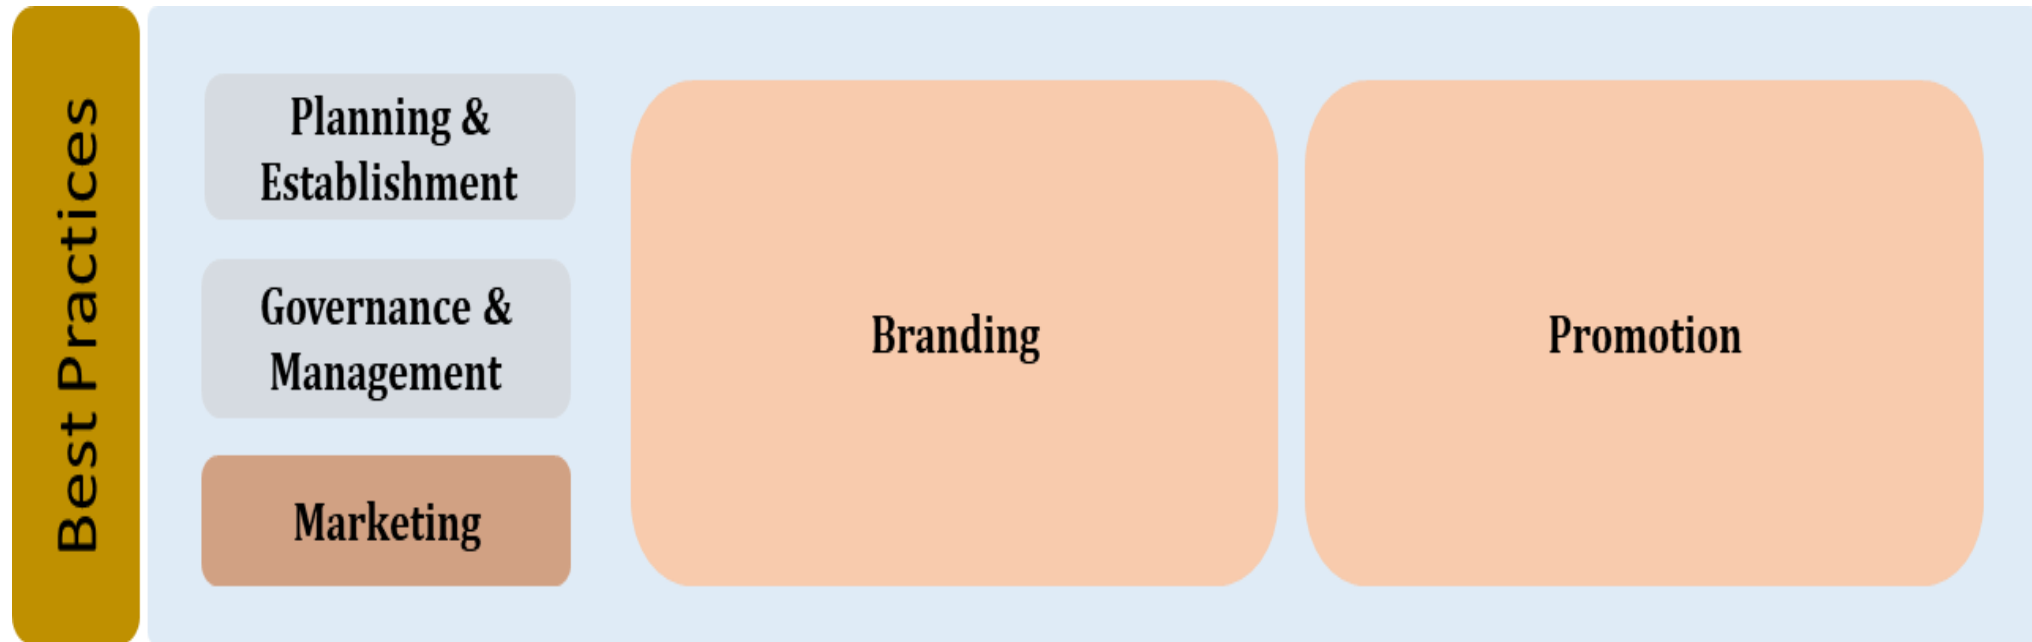 Best Practices
Planning &
Establishment
Governance &
Management
Marketing
Branding
Promotion